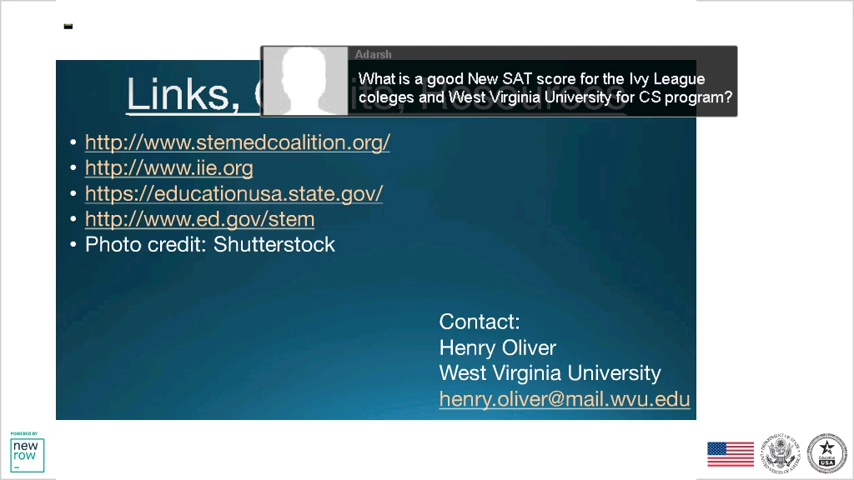 Adarsh
What is a good New SAT score for the Ivy League
coleges and West Virginia University for CS program?
Links,
• http://www.stemedcoalition.org/
• http://www.iie.org
• https://educationusa.state.gov/
• http://www.ed.gov/stem
• Photo credit: Shutterstock
Contact:
Henry Oliver
West Virginia University
henry.oliver@mail.wvu.edu
POWERED BY
new
row